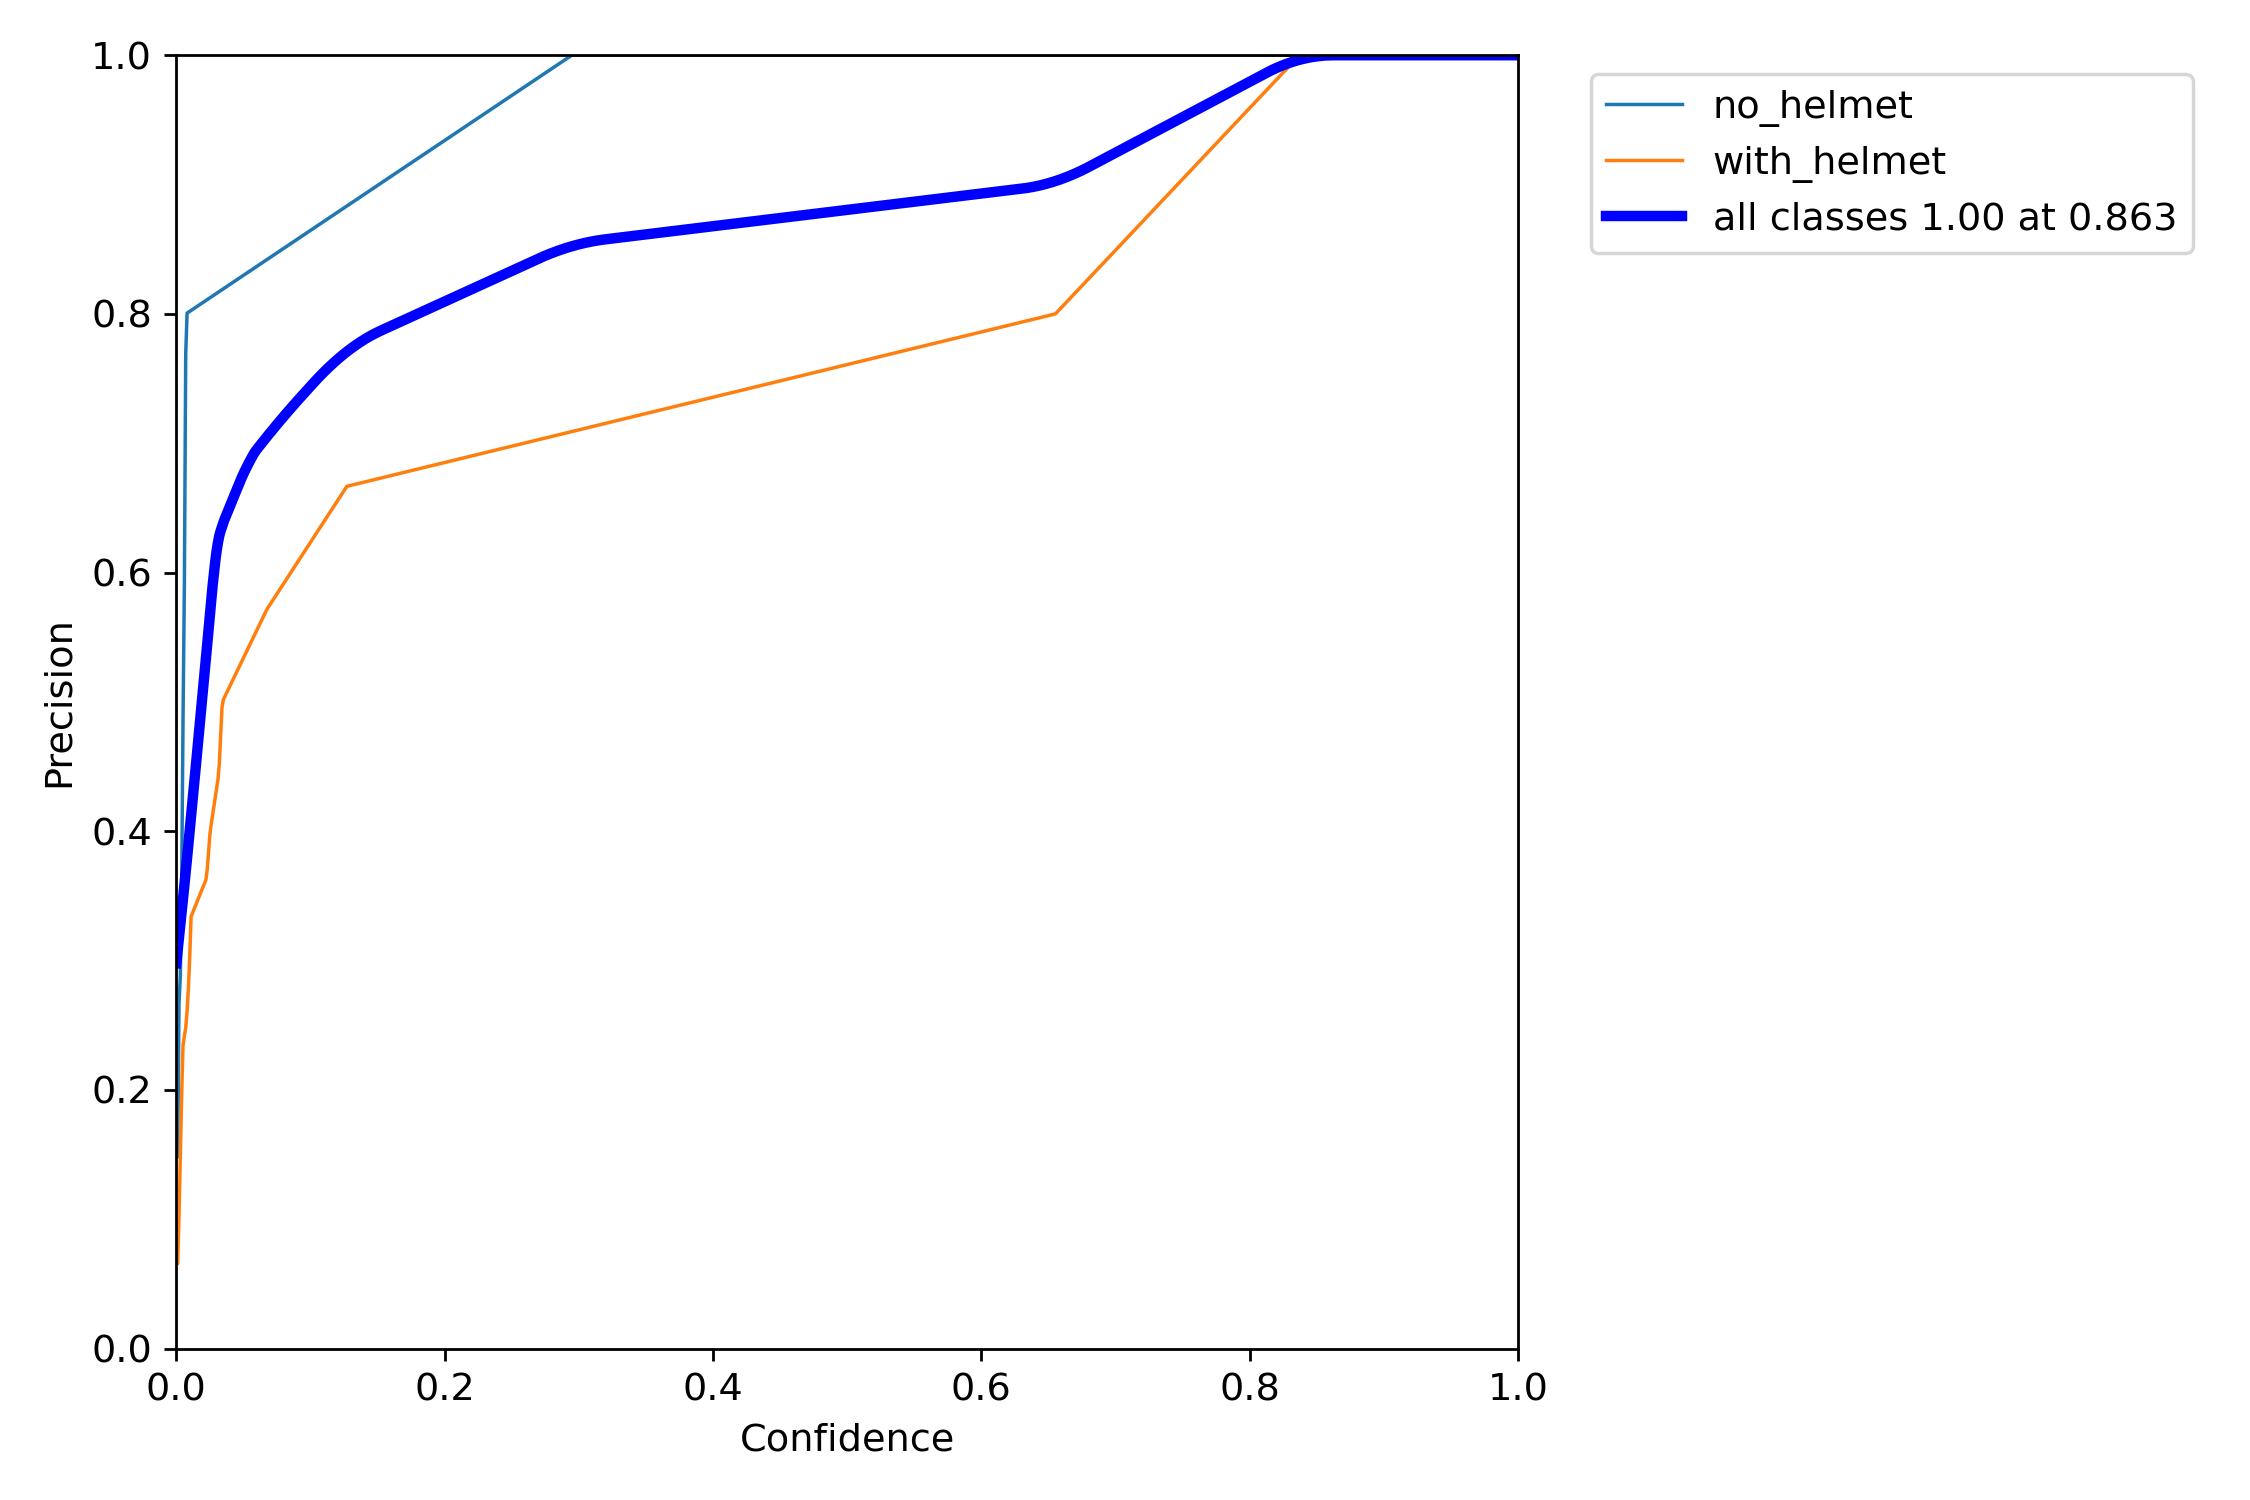 no_helmet
with_helmet
all classes 1.00 at 0.863
1.0
0.8
0.6
0.4
0.2
0.0
Precision
0.0 0.2 0.4 0.6 0.8 1.0
Confidence